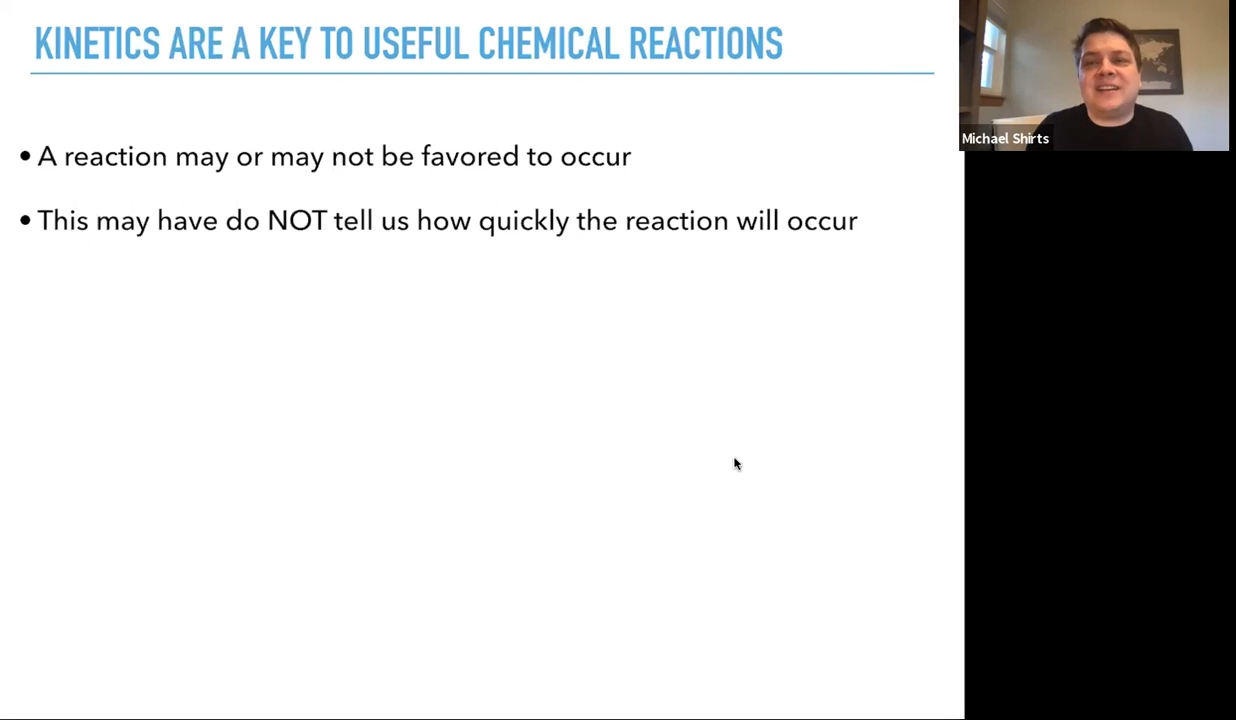 KINETICS ARE A KEY TO USEFUL CHEMICAL REACTIONS
• A reaction may or may not be favored to occur
• This may have do NOT tell us how quickly the reaction will occur
Michael Shirts